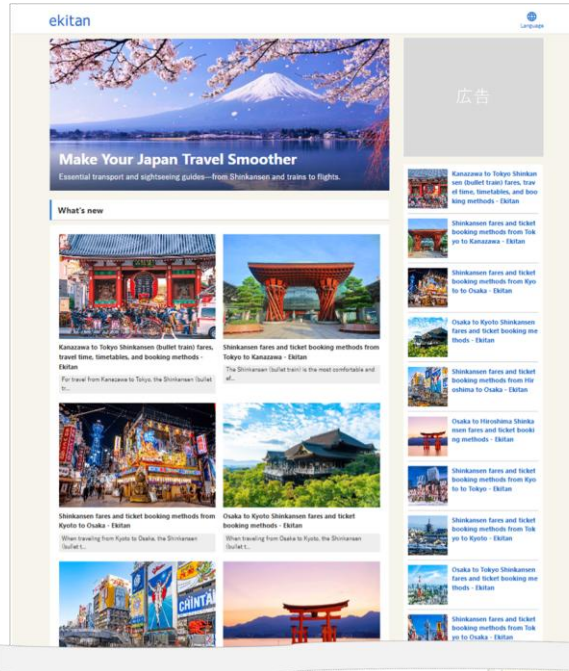 ekitan
Language
Make Your Japan Travel Smoother
Essential transport and sightseeing guides—from Shinkansen and trains to flights.
広告
What's new
Kanazawa to Tokyo Shinkansen (bullet train) fares,
travel time, timetables, and booking methods -
Ekitan
For travel from Kanazawa to Tokyo, the Shinkansen (bullet
tr...
Shinkansen fares and ticket booking methods from
Tokyo to Kanazawa - Ekitan
The Shinkansen (bullet train) is the most comfortable and
ef...
Shinkansen fares and ticket booking methods from
Kyoto to Osaka - Ekitan
When traveling from Kyoto to Osaka, the Shinkansen
(bullet t...
Osaka to Kyoto Shinkansen fares and ticket
booking methods - Ekitan
When traveling from Osaka to Kyoto, the Shinkansen
(bullet t...
Kanazawa to Tokyo Shinkan
sen (bullet train) fares, trav
el time, timetables, and boo
king methods - Ekitan
Shinkansen fares and ticket
booking methods from Tok
yo to Kanazawa - Ekitan
Shinkansen fares and ticket
booking methods from Kyo
to to Osaka - Ekitan
Osaka to Kyoto Shinkansen
fares and ticket booking me
thods - Ekitan
Shinkansen fares and ticket
booking methods from Hir
oshima to Osaka - Ekitan
Osaka to Hiroshima Shinka
nsen fares and ticket booki
ng methods - Ekitan
Shinkansen fares and ticket
booking methods from Kyo
to to Tokyo - Ekitan
Shinkansen fares and ticket
booking methods from Tok
yo to Kyoto - Ekitan
Osaka to Tokyo Shinkansen
fares and ticket booking me
thods - Ekitan
Shinkansen fares and ticket
booking methods from Tok
yo to Osaka - Ekitan